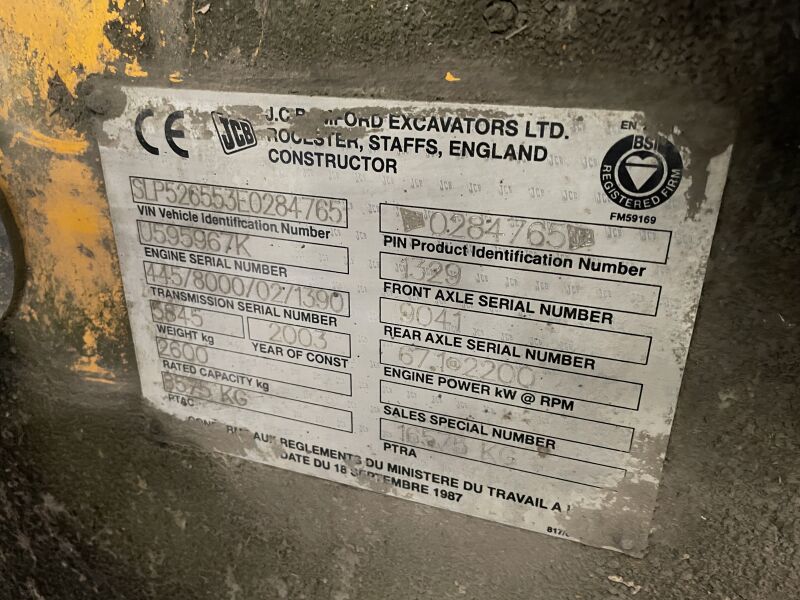 CE JCB J.C.B FORD EXCAVATORS LTD.
ROCESTER, STAFFS, ENGLAND
CONSTRUCTOR
BSI
REGISTERED FIRM
FM59169
0284765
VIN Vehicle Identification Number
PIN Product Identification Number
U595967K
1329
ENGINE SERIAL NUMBER
FRONT AXLE SERIAL NUMBER
445/8000/02/1390
9041
TRANSMISSION SERIAL NUMBER
REAR AXLE SERIAL NUMBER
5845
2003
67.1@2200
WEIGHT kg
YEAR OF CONST
ENGINE POWER kW @ RPM
2600
RATED CAPACITY kg
SALES SPECIAL NUMBER
KG
PTAC
PTRA
AUX REGLEMENTS DU MINISTERE DU TRAVAIL A
DATE DU 18 SEPTEMBRE 1987